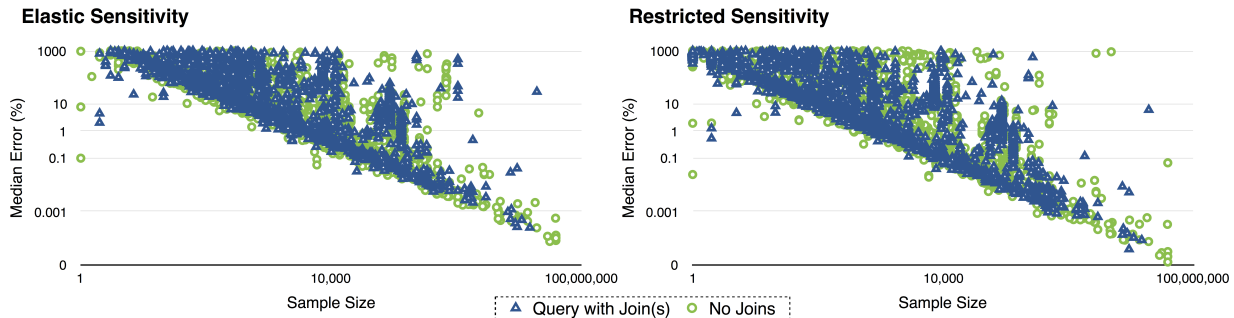 Elastic Sensitivity
Median Error (%)
1000
10
1
0.1
0.001
0
1
10,000
100,000,000
Sample Size
Restricted Sensitivity
Median Error (%)
1000
10
1
0.1
0.001
0
1
10,000
100,000,000
Sample Size
Query with Join(s)
No Joins